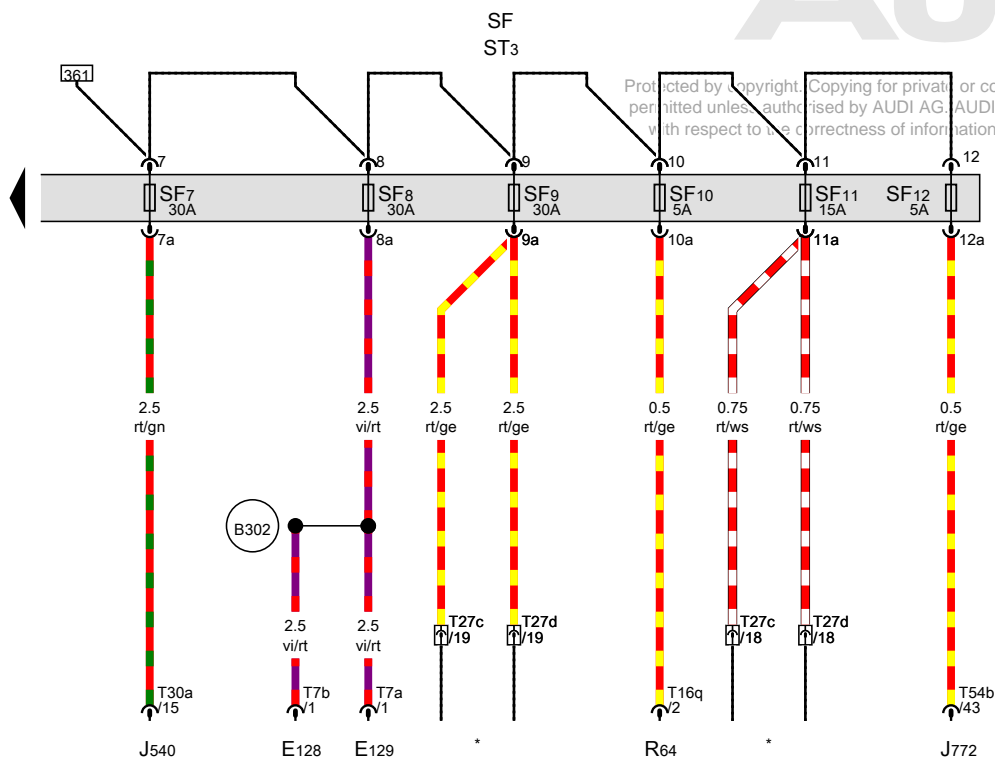 SF
ST3
361
Protected by copyright. Copying for private or co
permitted unless authorised by AUDI AG. AUDI
with respect to the correctness of information
7 8 9 10 11 12
SF7 SF8 SF9 SF10 SF11 SF12
30A 30A 30A 5A 15A 5A
7a 8a 9a 10a 11a 12a
2.5 2.5 2.5 2.5 0.5 0.75 0.75 0.5
rt/gn vi/rt rt/ge rt/ge rt/ge rt/ws rt/ws rt/ge
B302
2.5 2.5
vi/rt vi/rt
T27c T27d T27c T27d
/19 /19 /18 /18
T30a T7b T7a T16q T54b
/15 /1 /1 /2 /43
J540 E128 E129 * R64 * J772